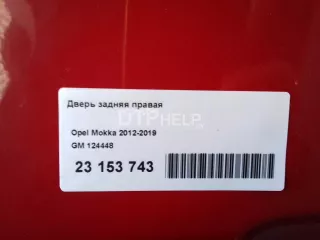 Дверь задняя правая
DTPHELP
Opel Mokka 2012-2019
GM 124448
23 153 743